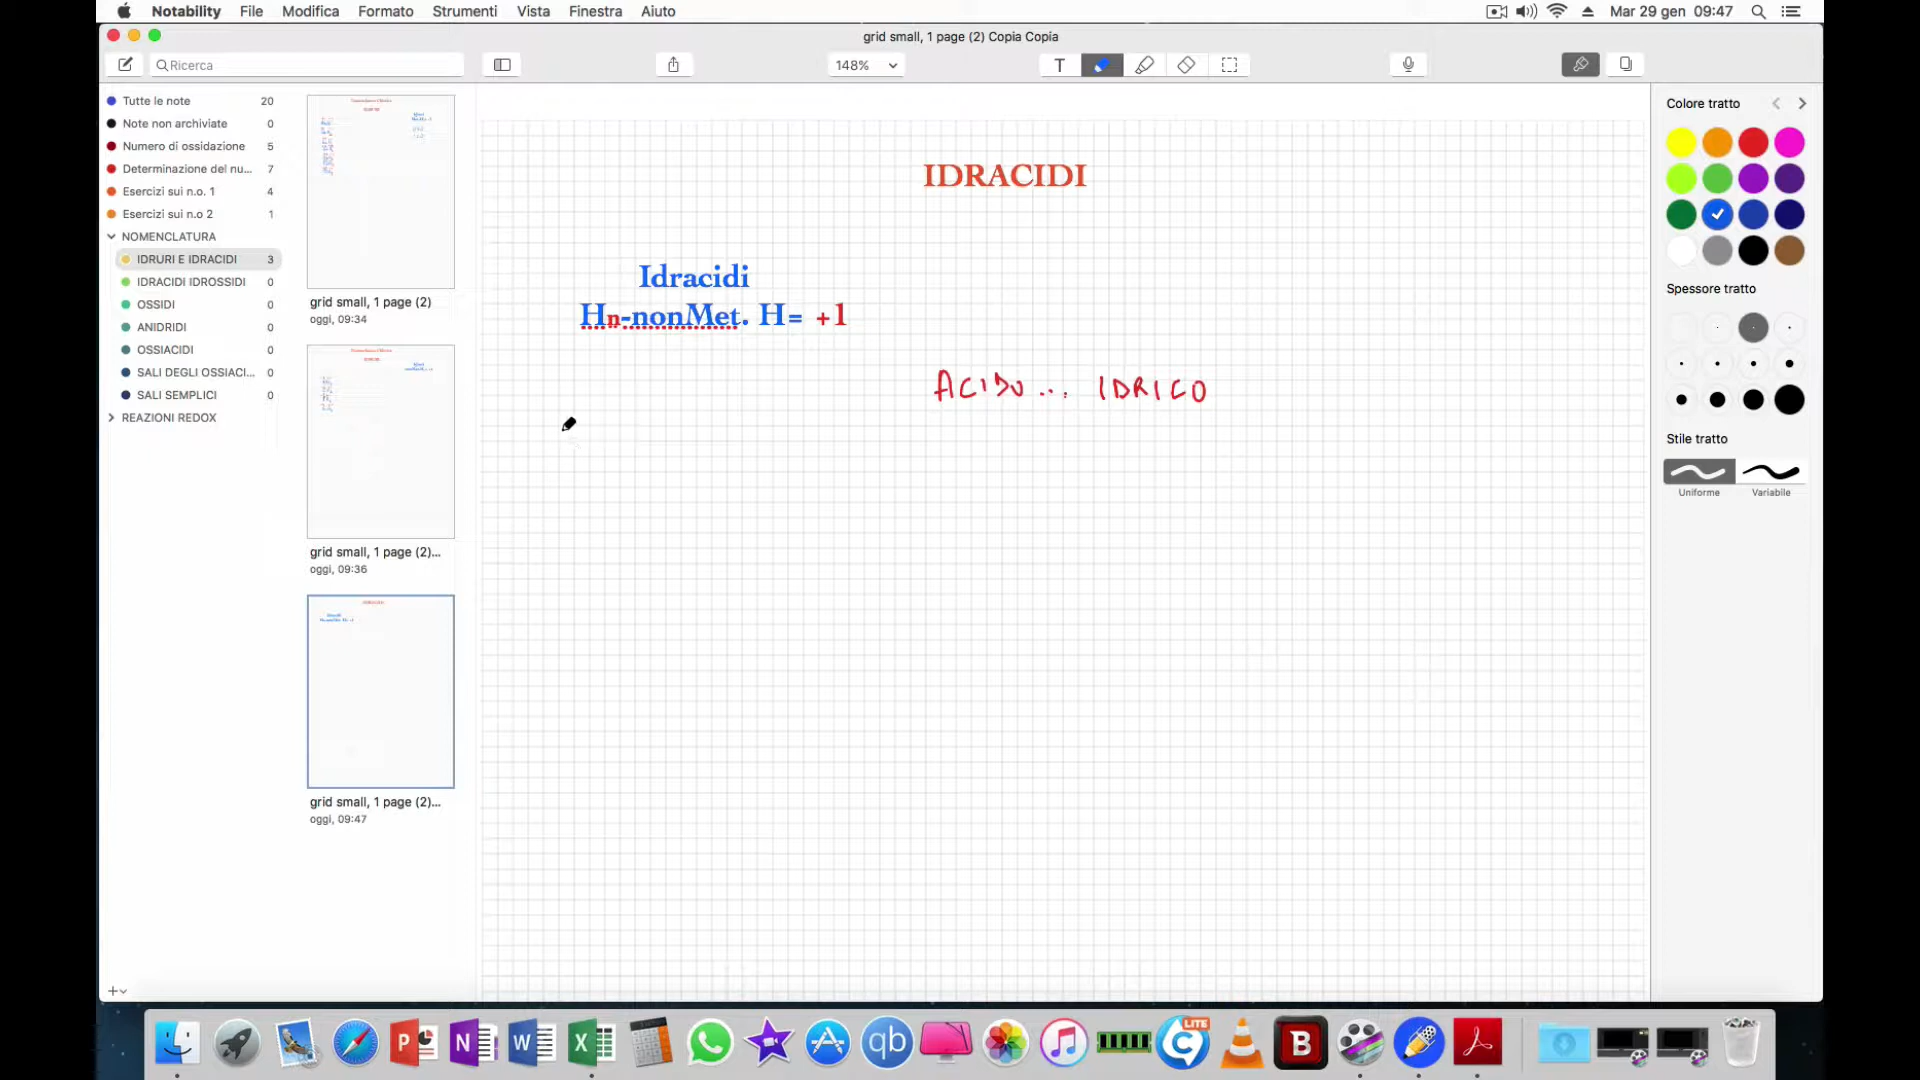 Notability File Modifica Formato Strumenti Vista Finestra Aiuto Mar 29 gen 09:47
grid small, 1 page (2) Copia Copia
Ricerca 148% T
Tutte le note 20
Note non archiviate 0
Numero di ossidazione 5
Determinazione del nu... 7
Esercizi sui n.o. 1 4
Esercizi sui n.o 2 1
NOMENCLATURA
IDRURI E IDRACIDI 3
IDRACIDI IDROSSIDI 0
OSSIDI 0
ANIDRIDI 0
OSSIACIDI 0
SALI DEGLI OSSIACI... 0
SALI SEMPLICI 0
REAZIONI REDOX
grid small, 1 page (2)
oggi, 09:34
grid small, 1 page (2)...
oggi, 09:36
grid small, 1 page (2)...
oggi, 09:47
IDRACIDI
Idracidi
Hn-nonMet. H= +1
ACIDO ... IDRICO
Colore tratto
Spessore tratto
Stile tratto
Uniforme Variabile
P N W X qb LITE B